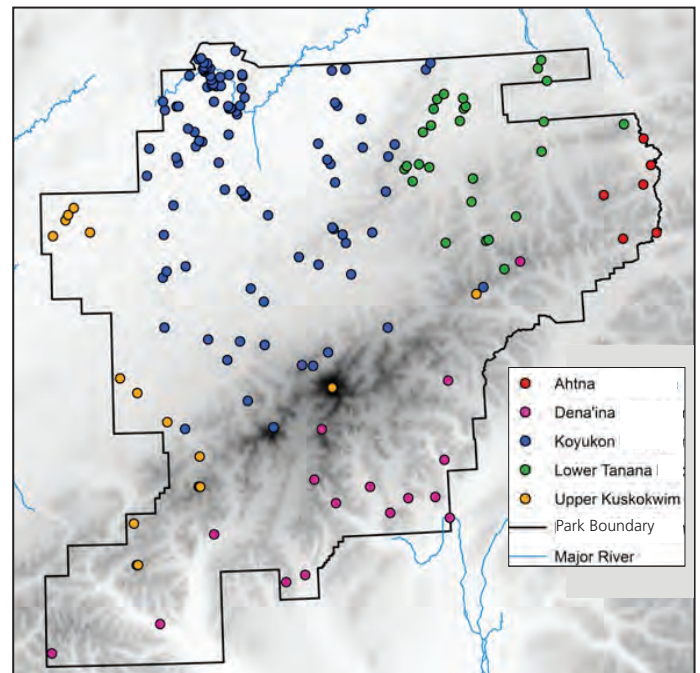 Ahtna
Dena'ina
Koyukon
Lower Tanana
Upper Kuskokwim
Park Boundary
Major River